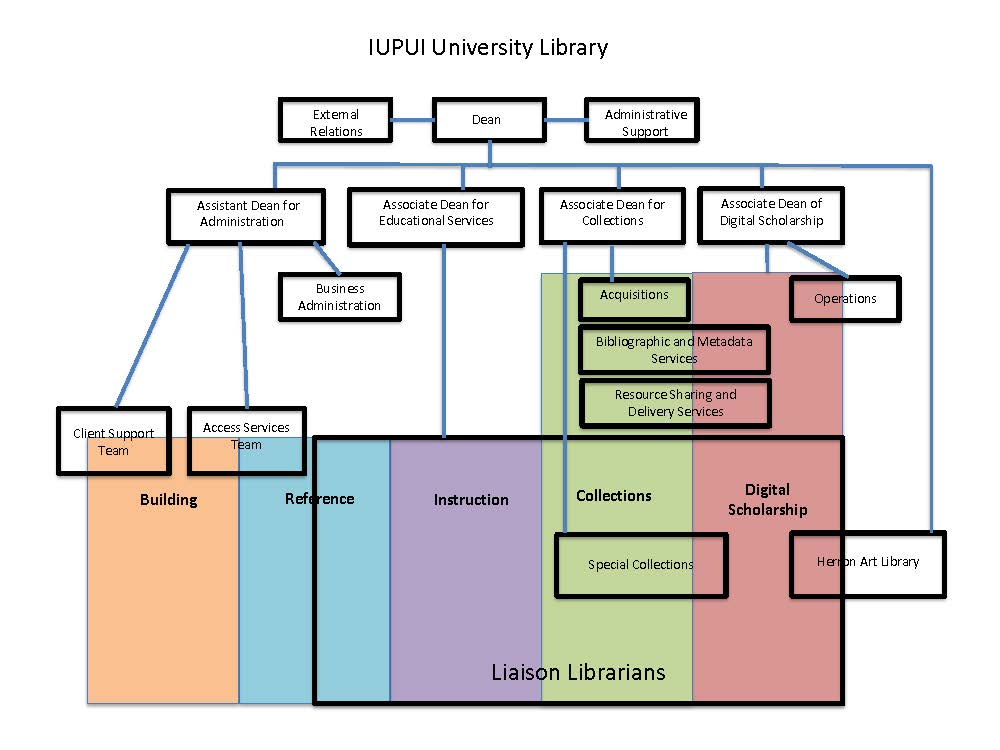 IUPUI University Library
External
Relations
Dean
Administrative
Support
Assistant Dean for
Administration
Associate Dean for
Educational Services
Associate Dean for
Collections
Associate Dean of
Digital Scholarship
Business
Administration
Acquisitions
Operations
Bibliographic and Metadata
Services
Resource Sharing and
Delivery Services
Client Support
Team
Access Services
Team
Building
Reference
Instruction
Collections
Digital
Scholarship
Special Collections
Herron Art Library
Liaison Librarians